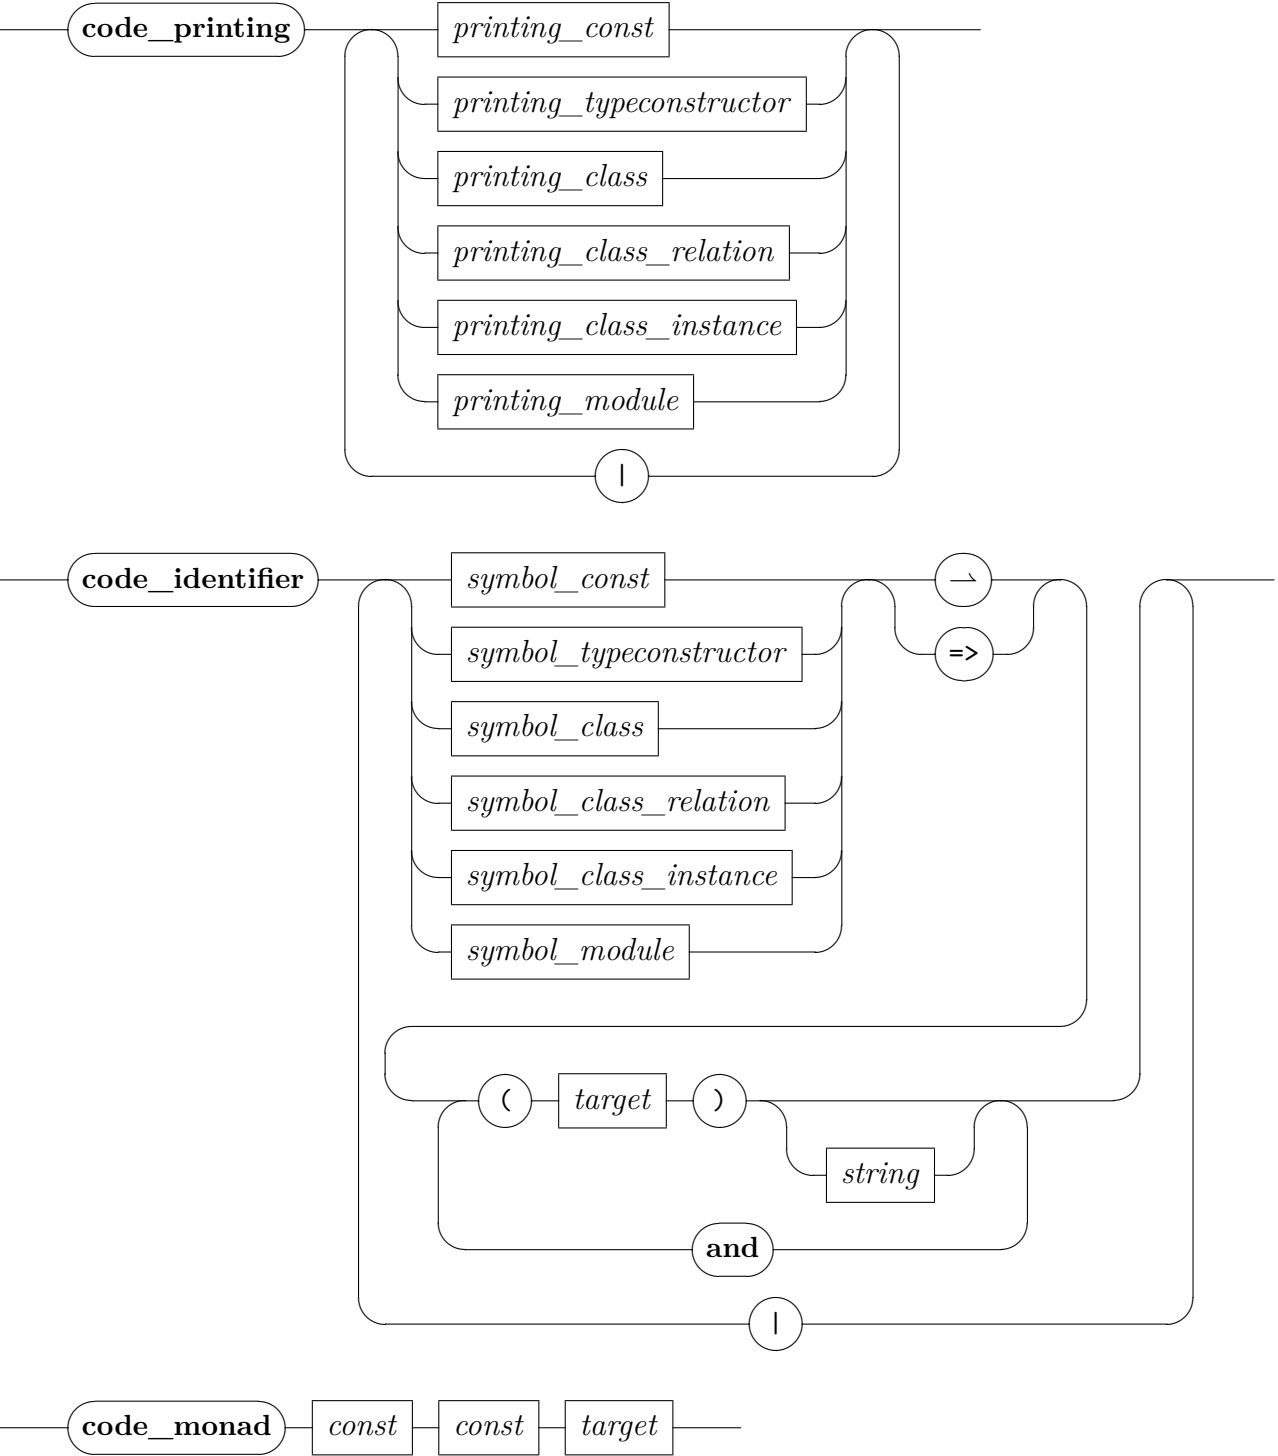 code_printing printing_const
printing_typeconstructor
printing_class
printing_class_relation
printing_class_instance
printing_module
|
code_identifier symbol_const ⇀
symbol_typeconstructor =>
symbol_class
symbol_class_relation
symbol_class_instance
symbol_module
( target )
string
and
|
code_monad const const target